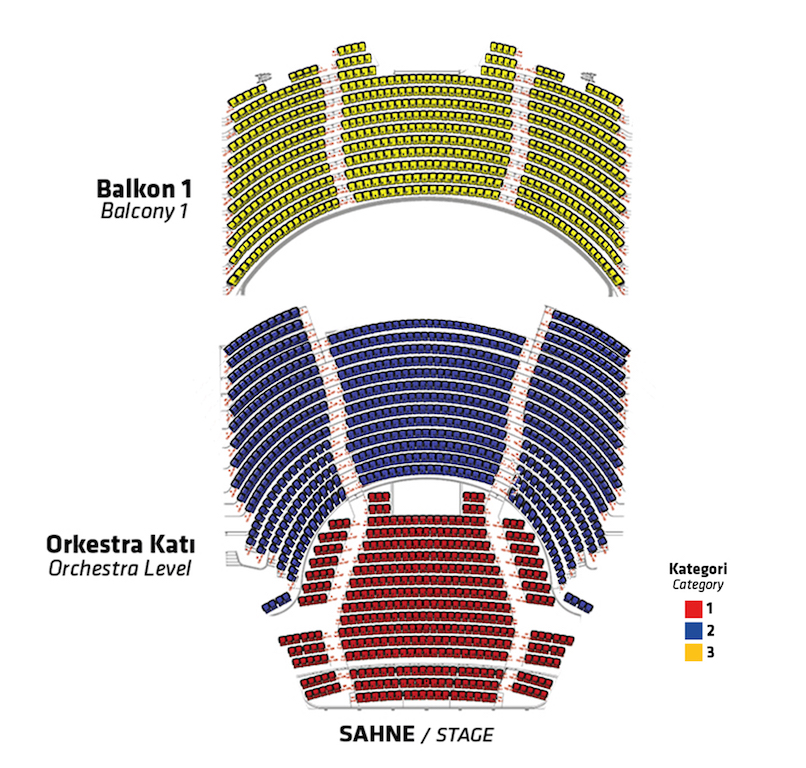 Balkon 1
Balcony 1
Orkestra Katı
Orchestra Level
Kategori
Category
1
2
3
SAHNE / STAGE